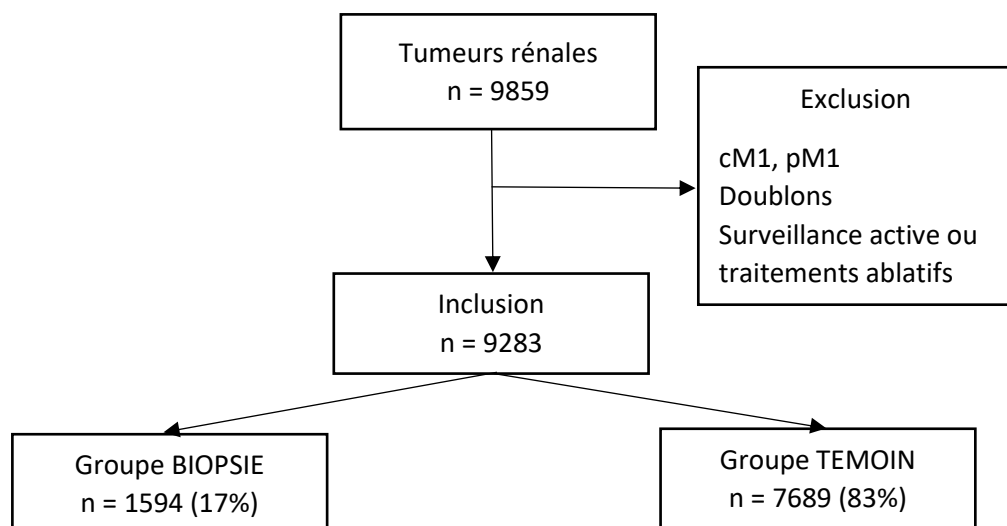 Tumeurs rénales
n = 9859
Exclusion
cM1, pM1
Doublons
Surveillance active ou
traitements ablatifs
Inclusion
n = 9283
Groupe BIOPSIE
n = 1594 (17%)
Groupe TEMOIN
n = 7689 (83%)